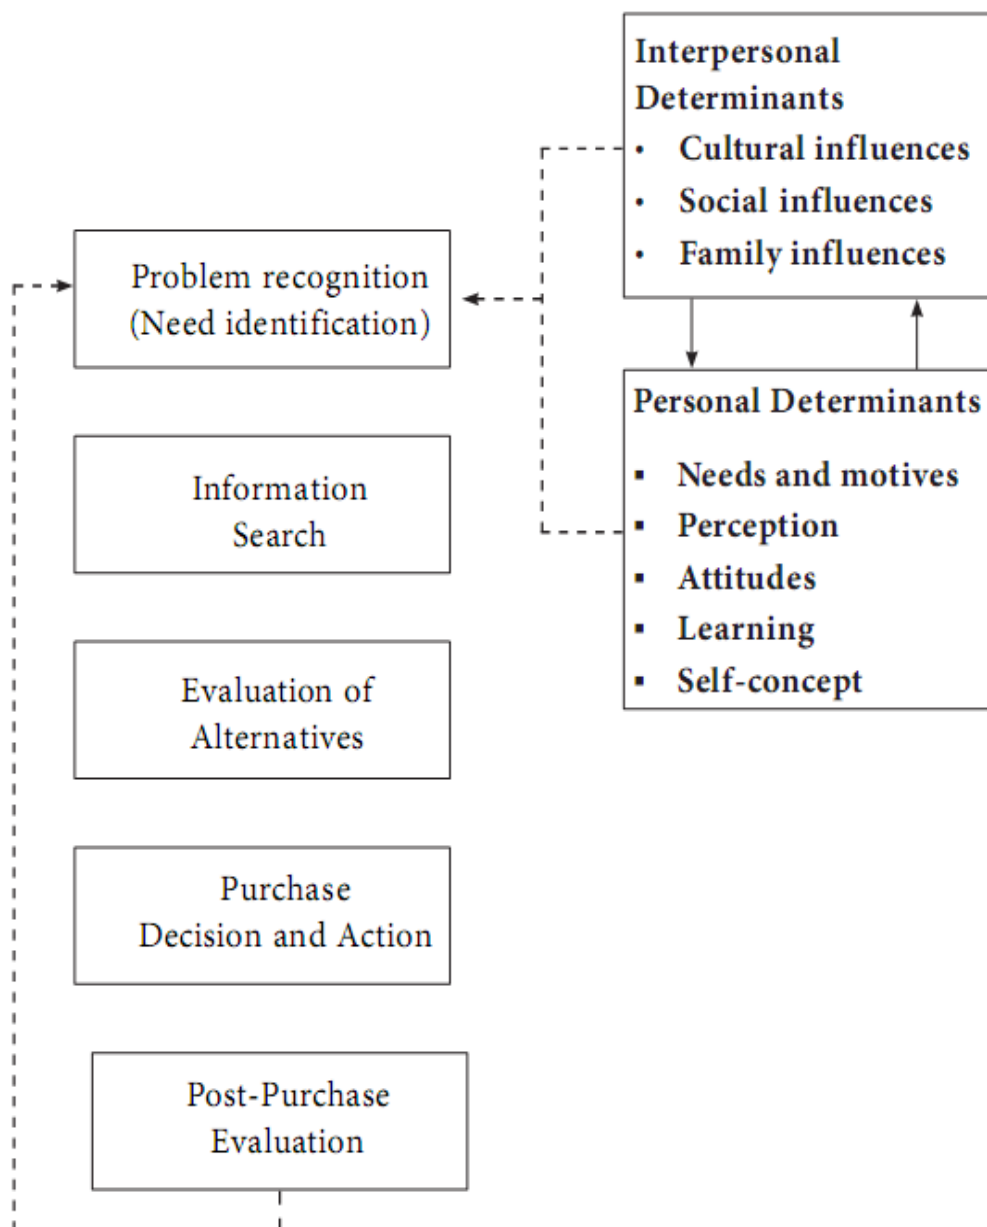 Interpersonal
Determinants
• Cultural influences
• Social influences
• Family influences
Problem recognition
(Need identification)
Personal Determinants
▪ Needs and motives
▪ Perception
▪ Attitudes
▪ Learning
▪ Self-concept
Information
Search
Evaluation of
Alternatives
Purchase
Decision and Action
Post-Purchase
Evaluation